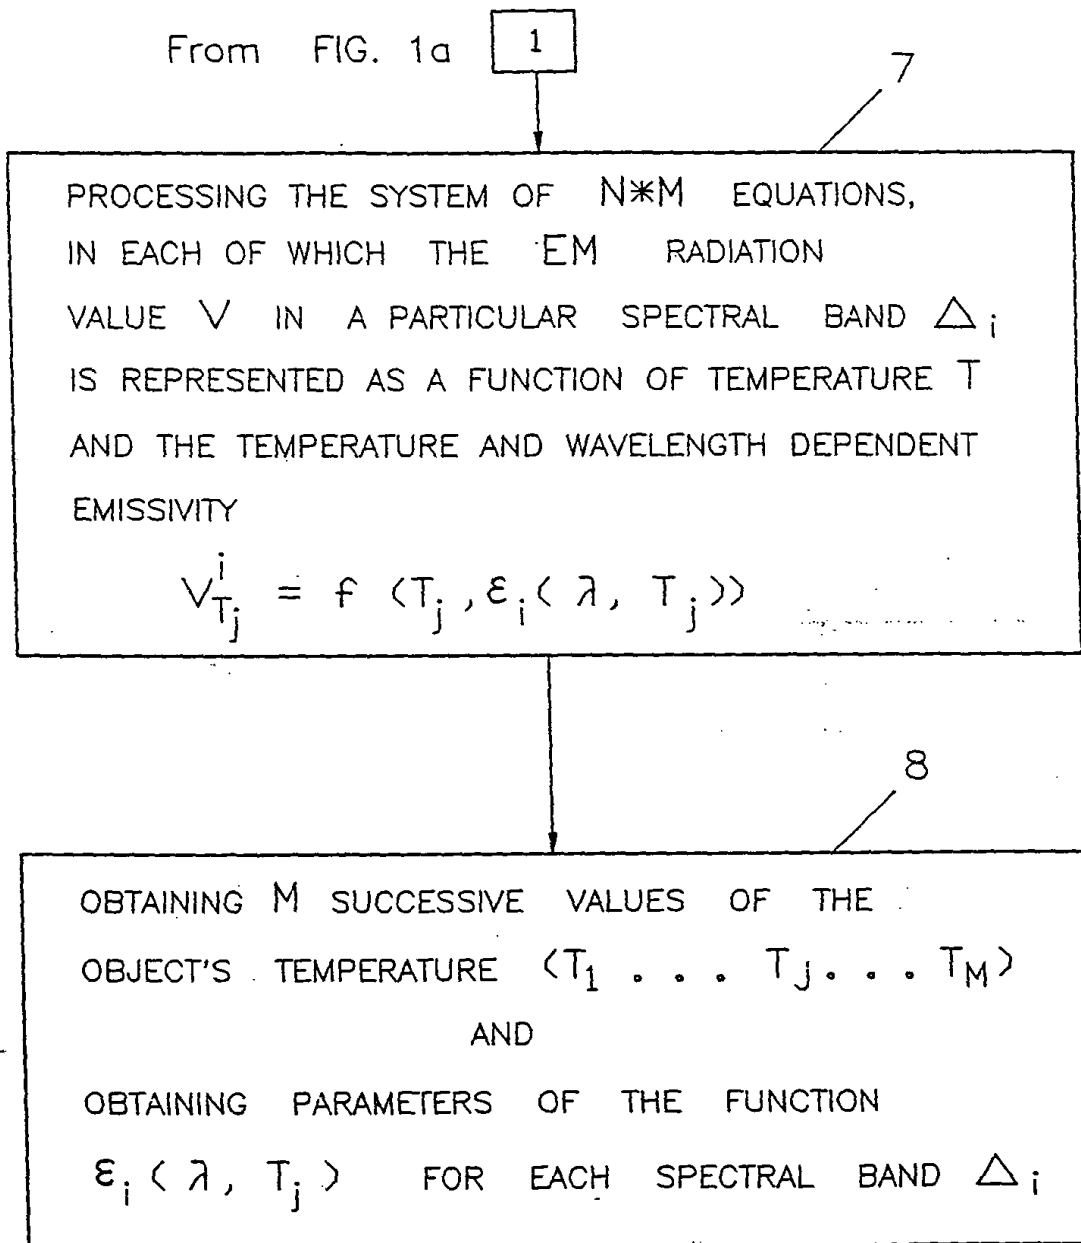 From FIG. 1a 1
7
PROCESSING THE SYSTEM OF N*M EQUATIONS,
IN EACH OF WHICH THE EM RADIATION
VALUE V IN A PARTICULAR SPECTRAL BAND Δi
IS REPRESENTED AS A FUNCTION OF TEMPERATURE T
AND THE TEMPERATURE AND WAVELENGTH DEPENDENT
EMISSIVITY
V^i_Tj = f (Tj, εi( λ, Tj))
8
OBTAINING M SUCCESSIVE VALUES OF THE
OBJECT'S TEMPERATURE (T1 . . . TJ . . . TM)
AND
OBTAINING PARAMETERS OF THE FUNCTION
εi ( λ, Tj ) FOR EACH SPECTRAL BAND Δi